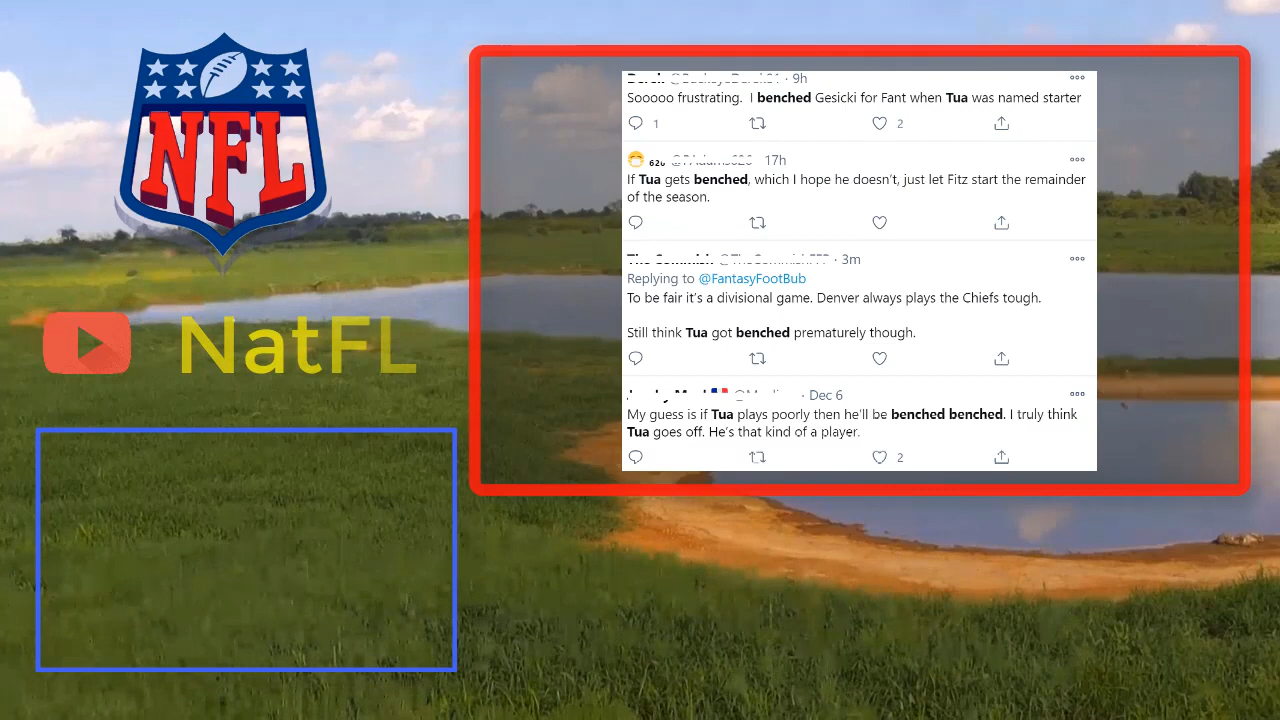 NFL
NatFL
9h
Sooooo frustrating. I benched Gesicki for Fant when Tua was named starter
1
2
17h
If Tua gets benched, which I hope he doesn't, just let Fitz start the remainder
of the season.
· 3m
Replying to @FantasyFootBub
To be fair it's a divisional game. Denver always plays the Chiefs tough.
Still think Tua got benched prematurely though.
· Dec 6
My guess is if Tua plays poorly then he'll be benched benched. I truly think
Tua goes off. He's that kind of a player.
2